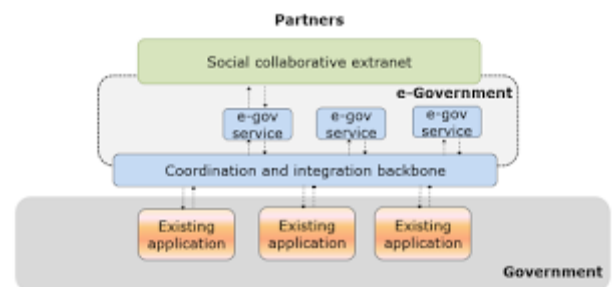 Partners
Social collaborative extranet
e-Government
e-gov
service
e-gov
service
e-gov
service
Coordination and integration backbone
Existing
application
Existing
application
Existing
application
Government